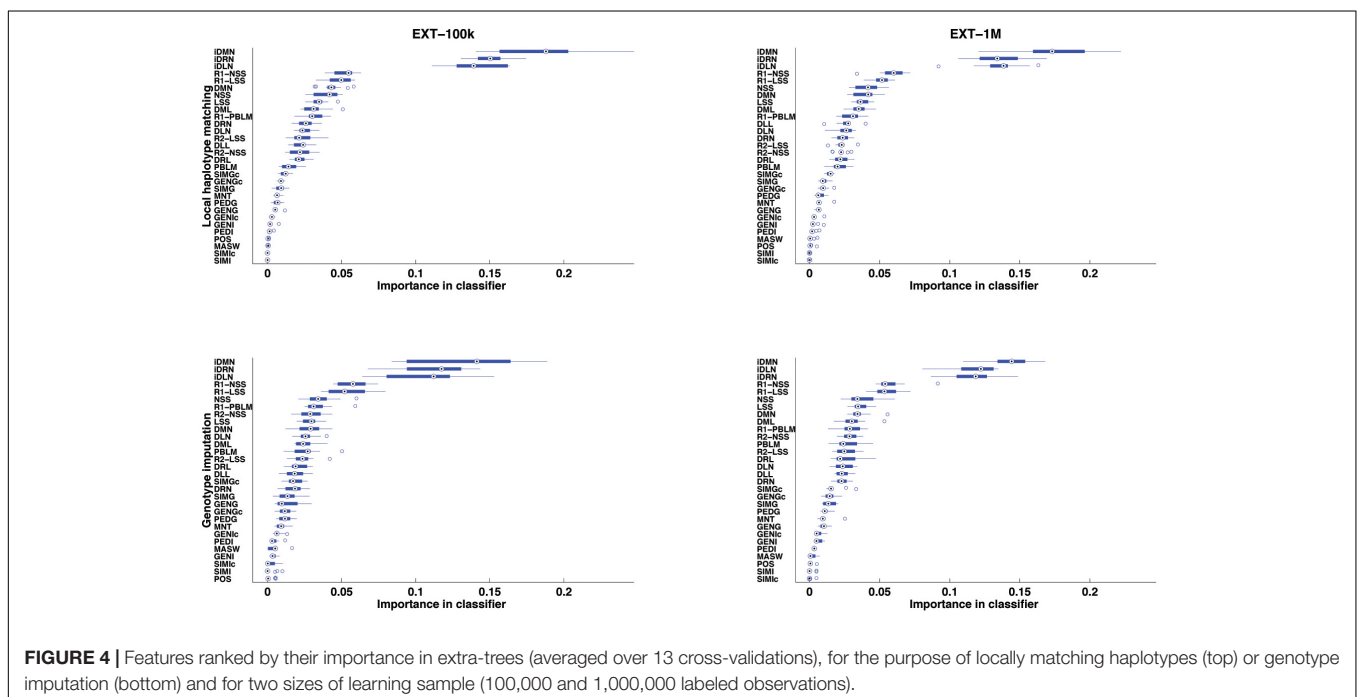 EXT–100k
Local haplotype matching
iDMN
iDRN
iDLN
R1–NSS
R1–LSS
DMN
NSS
LSS
DML
R1–PBLM
DRN
DLN
R2–LSS
DLL
R2–NSS
DRL
PBLM
SIMGc
GENGc
SIMG
MNT
PEDG
GENG
GENIc
GENI
PEDI
POS
MASW
SIMIc
SIMI
0 0.05 0.1 0.15 0.2
Importance in classifier
EXT–1M
iDMN
iDRN
iDLN
R1–NSS
R1–LSS
NSS
DMN
LSS
DML
R1–PBLM
DLL
DLN
DRN
R2–LSS
R2–NSS
DRL
PBLM
SIMGc
SIMG
GENGc
PEDG
MNT
GENG
GENIc
GENI
PEDI
MASW
POS
SIMI
SIMIc
0 0.05 0.1 0.15 0.2
Importance in classifier
Genotype imputation
iDMN
iDRN
iDLN
R1–NSS
R1–LSS
NSS
R1–PBLM
R2–NSS
LSS
DMN
DLN
DML
PBLM
R2–LSS
DRL
DLL
SIMGc
DRN
SIMG
GENG
GENGc
PEDG
MNT
GENIc
PEDI
MASW
GENI
SIMIc
SIMI
POS
0 0.05 0.1 0.15 0.2
Importance in classifier
iDMN
iDLN
iDRN
R1–NSS
R1–LSS
NSS
LSS
DMN
DML
R1–PBLM
R2–NSS
PBLM
R2–LSS
DRL
DLN
DLL
DRN
SIMGc
GENGc
SIMG
PEDG
MNT
GENG
GENIc
GENI
PEDI
MASW
POS
SIMI
SIMIc
0 0.05 0.1 0.15 0.2
Importance in classifier
FIGURE 4 | Features ranked by their importance in extra-trees (averaged over 13 cross-validations), for the purpose of locally matching haplotypes (top) or genotype
imputation (bottom) and for two sizes of learning sample (100,000 and 1,000,000 labeled observations).